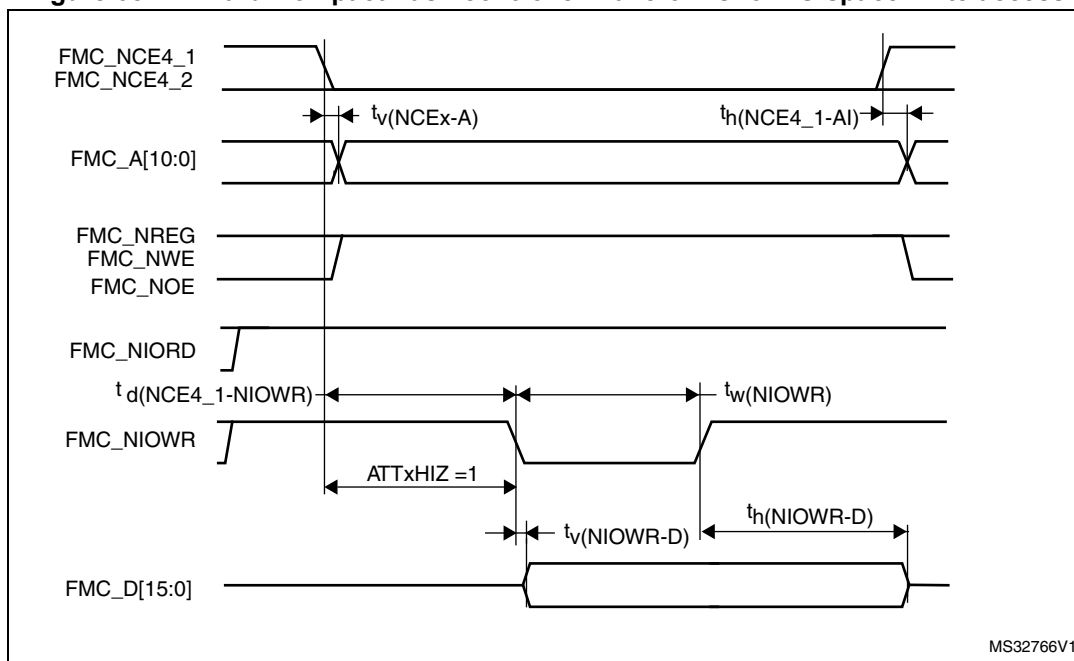 FMC_NCE4_1
FMC_NCE4_2
tv(NCEx-A)
th(NCE4_1-AI)
FMC_A[10:0]
FMC_NREG
FMC_NWE
FMC_NOE
FMC_NIORD
td(NCE4_1-NIOWR)
tw(NIOWR)
FMC_NIOWR
ATTxHIZ =1
th(NIOWR-D)
tv(NIOWR-D)
FMC_D[15:0]
MS32766V1